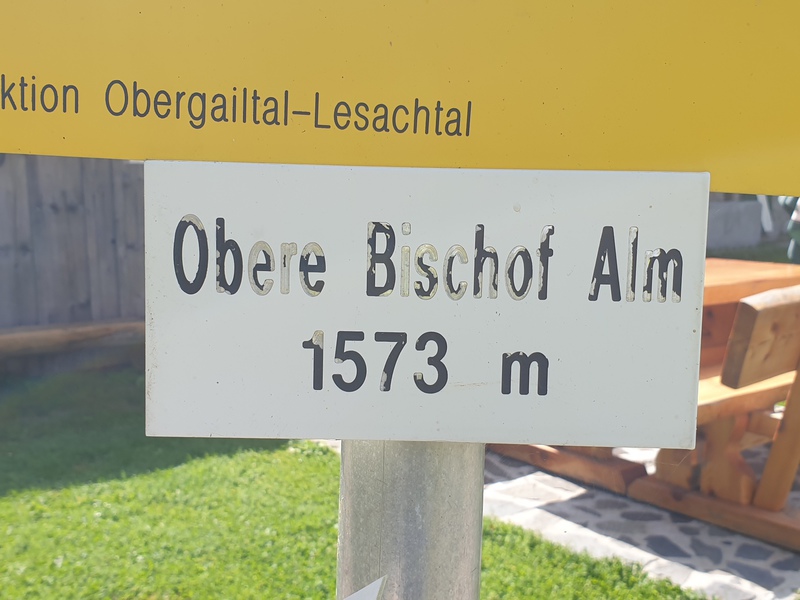 ktion Obergailtal-Lesachtal
Obere Bischof Alm
1573 m